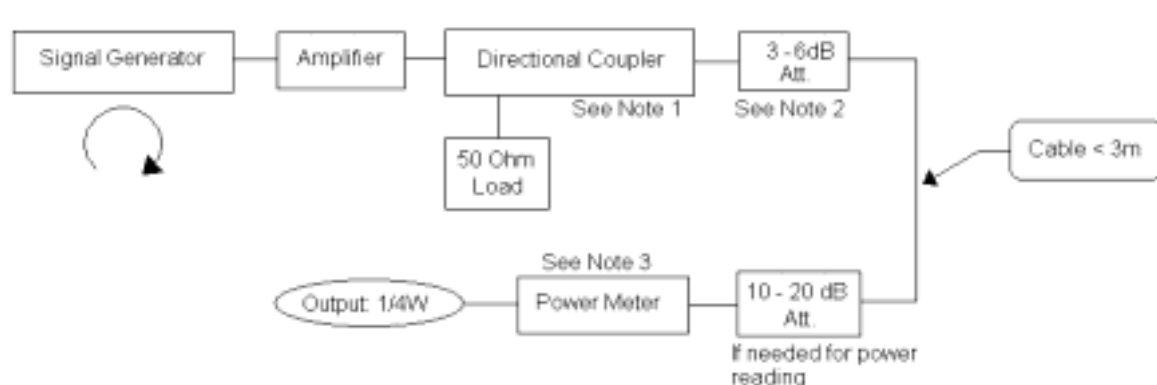 Signal Generator
Amplifier
Directional Coupler
3 - 6dB
Att.
See Note 1
See Note 2
50 Ohm
Load
Cable < 3m
See Note 3
Output: 1/4W
Power Meter
10 - 20 dB
Att.
If needed for power
reading